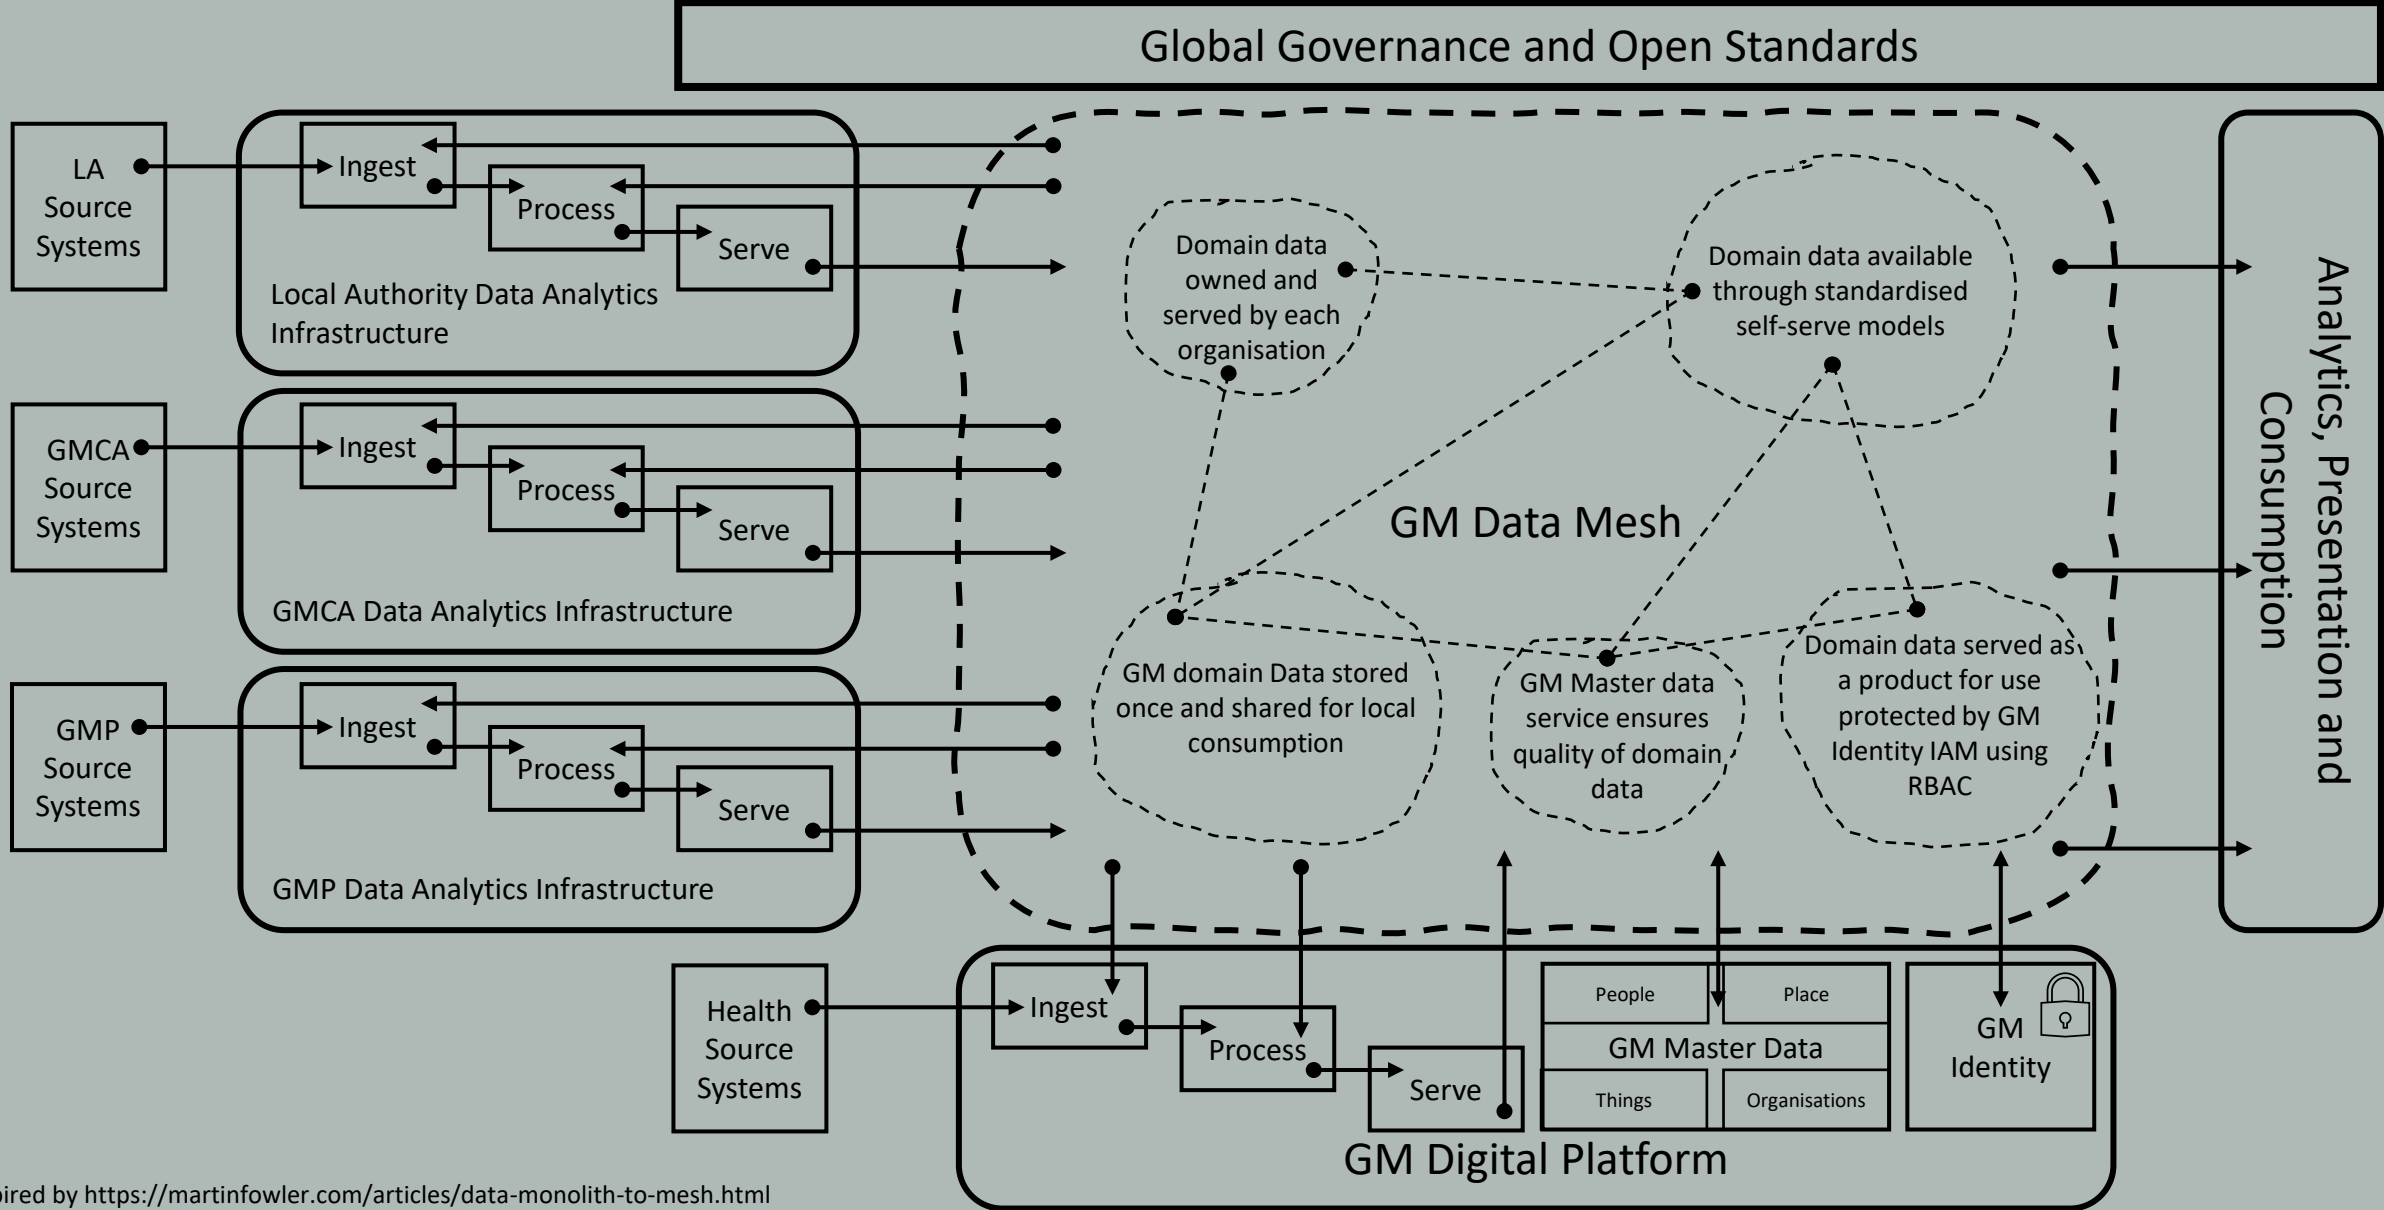 Global Governance and Open Standards
LA
Source
Systems
Ingest
Process
Serve
Local Authority Data Analytics
Infrastructure
GMCA
Source
Systems
Ingest
Process
Serve
GMCA Data Analytics Infrastructure
GMP
Source
Systems
Ingest
Process
Serve
GMP Data Analytics Infrastructure
Domain data
owned and
served by each
organisation
Domain data available
through standardised
self-serve models
GM Data Mesh
GM domain Data stored
once and shared for local
consumption
GM Master data
service ensures
quality of domain
data
Domain data served as
a product for use
protected by GM
Identity IAM using
RBAC
Analytics, Presentation and
Consumption
Health
Source
Systems
Ingest
Process
Serve
People
Place
GM Master Data
Things
Organisations
GM
Identity
GM Digital Platform
pired by https://martinfowler.com/articles/data-monolith-to-mesh.html